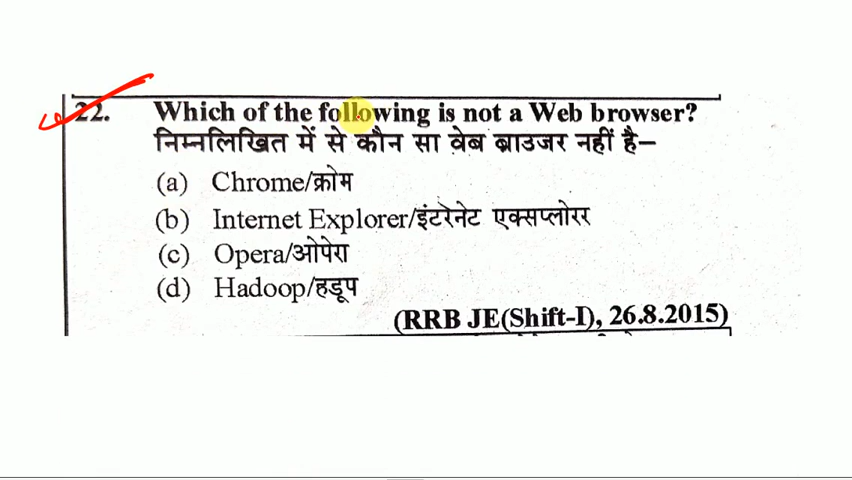 22. Which of the following is not a Web browser?
निम्नलिखित में से कौन सा वेब ब्राउजर नहीं है–
(a) Chrome/क्रोम
(b) Internet Explorer/इंटरेनेट एक्सप्लोरर
(c) Opera/ओपेरा
(d) Hadoop/हडूप
(RRB JE(Shift-I), 26.8.2015)